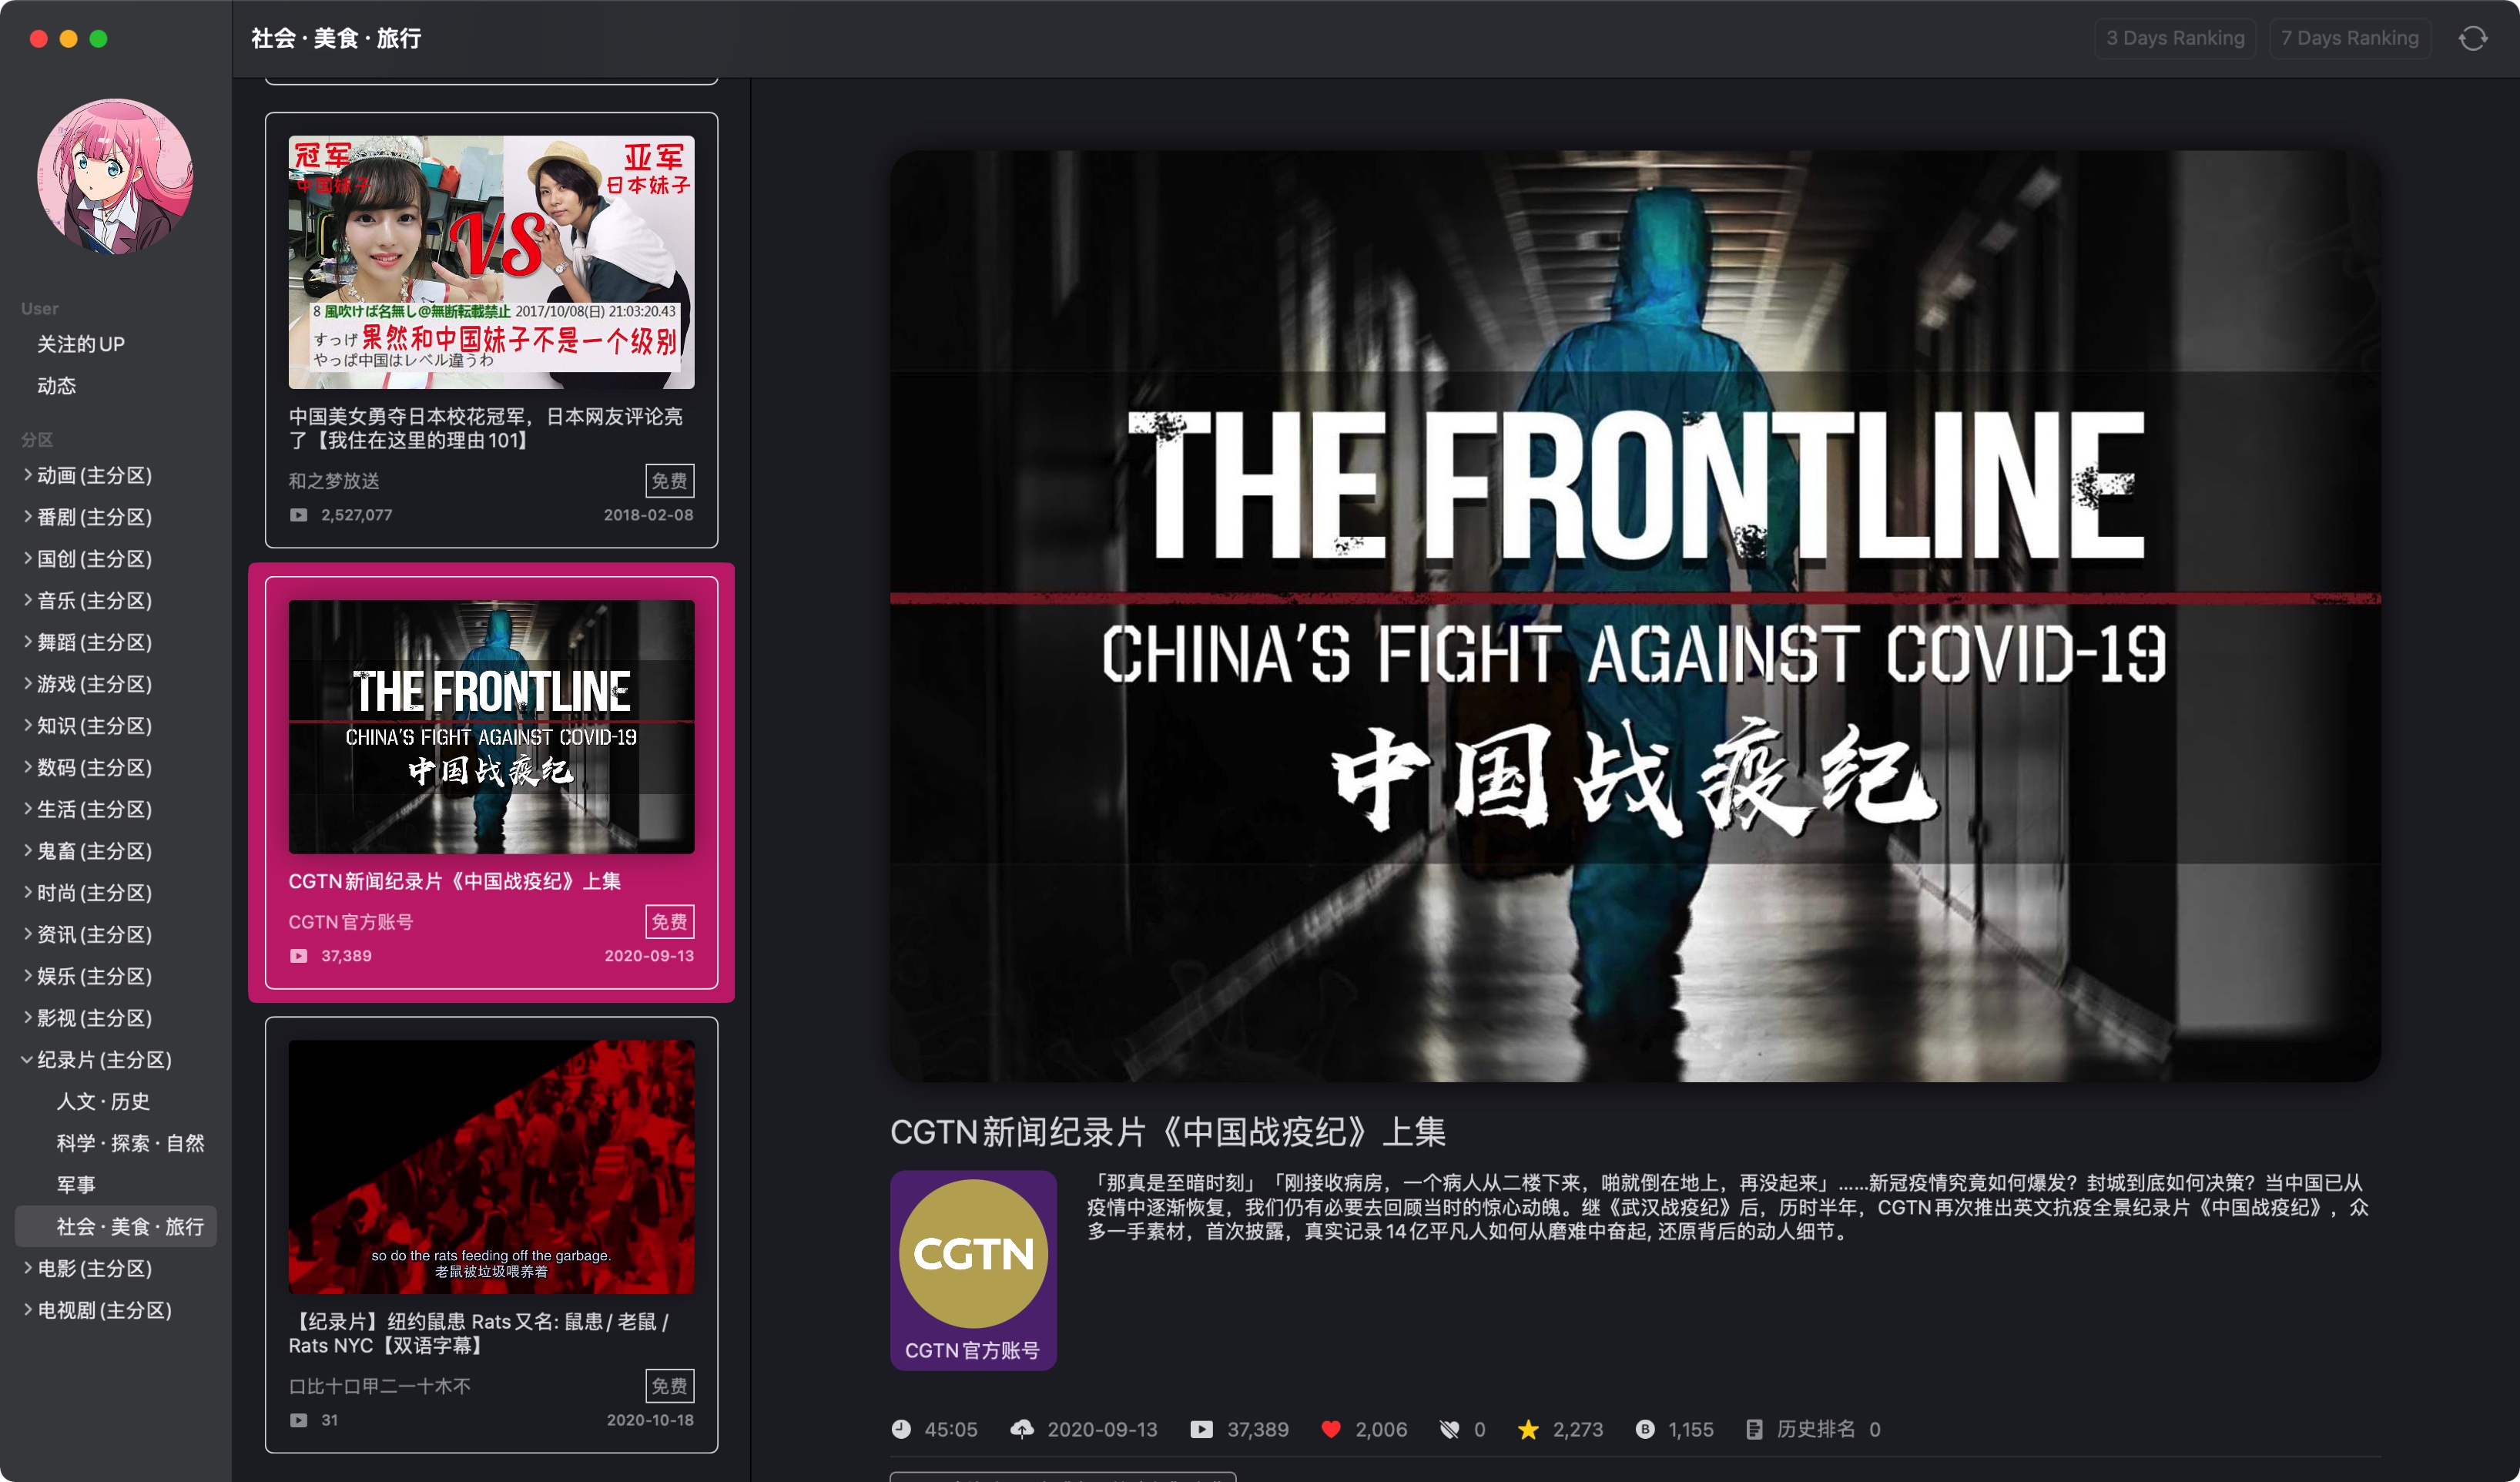 社会 · 美食 · 旅行
3 Days Ranking
7 Days Ranking
User
关注的UP
动态
分区
动画 (主分区)
番剧 (主分区)
国创 (主分区)
音乐 (主分区)
舞蹈 (主分区)
游戏 (主分区)
知识 (主分区)
数码 (主分区)
生活 (主分区)
鬼畜 (主分区)
时尚 (主分区)
资讯 (主分区)
娱乐 (主分区)
影视 (主分区)
纪录片 (主分区)
人文 · 历史
科学 · 探索 · 自然
军事
社会 · 美食 · 旅行
电影 (主分区)
电视剧 (主分区)
冠军
中国妹子
亚军
日本妹子
VS
8 風吹けば名無し@無断転載禁止 2017/10/08(日) 21:03:20.43
すっげ 果然和中国妹子不是一个级别
やっぱ中国はレベル違うわ
中国美女勇夺日本校花冠军，日本网友评论亮
了【我住在这里的理由101】
和之梦放送
免费
2,527,077
2018-02-08
THE FRONTLINE
CHINA'S FIGHT AGAINST COVID-19
中国战疫纪
CGTN新闻纪录片《中国战疫纪》上集
CGTN官方账号
免费
37,389
2020-09-13
so do the rats feeding off the garbage.
老鼠被垃圾喂养着
【纪录片】纽约鼠患 Rats又名: 鼠患 / 老鼠 /
Rats NYC【双语字幕】
口比十口甲二一十木不
免费
31
2020-10-18
THE FRONTLINE
CHINA'S FIGHT AGAINST COVID-19
中国战疫纪
CGTN新闻纪录片《中国战疫纪》上集
CGTN
CGTN官方账号
「那真是至暗时刻」「刚接收病房，一个病人从二楼下来，啪就倒在地上，再没起来」……新冠疫情究竟如何爆发？封城到底如何决策？当中国已从
疫情中逐渐恢复，我们仍有必要去回顾当时的惊心动魄。继《武汉战疫纪》后，历时半年，CGTN再次推出英文抗疫全景纪录片《中国战疫纪》，众
多一手素材，首次披露，真实记录14亿平凡人如何从磨难中奋起, 还原背后的动人细节。
45:05
2020-09-13
37,389
2,006
0
2,273
B
1,155
历史排名 0